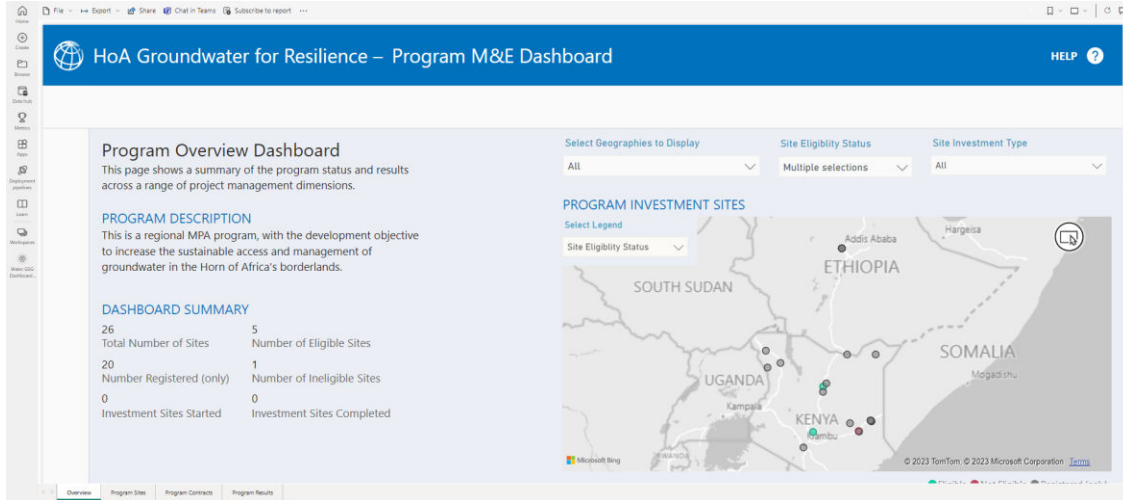 File
Export
Share
Chat in Teams
Subscribe to report
Home
Create
Browse
Data hub
Metrics
Apps
Deployment
pipelines
Learn
Workspaces
HoA Groundwater for Resilience – Program M&E Dashboard
HELP ?
Program Overview Dashboard
This page shows a summary of the program status and results
across a range of project management dimensions.
PROGRAM DESCRIPTION
This is a regional MPA program, with the development objective
to increase the sustainable access and management of
groundwater in the Horn of Africa's borderlands.
DASHBOARD SUMMARY
26 5
Total Number of Sites Number of Eligible Sites
20 1
Number Registered (only) Number of Ineligible Sites
0 0
Investment Sites Started Investment Sites Completed
Select Geographies to Display Site Eligiblity Status Site Investment Type
All Multiple selections All
PROGRAM INVESTMENT SITES
Select Legend
Site Eligiblity Status
Addis Ababa
Hargeisa
ETHIOPIA
SOUTH SUDAN
SOMALIA
Mogadishu
UGANDA
Kampala
KENYA
Kiambu
RWANDA
Microsoft Bing
© 2023 TomTom, © 2023 Microsoft Corporation Terms
Eligible Not Eligible Registered (only)
Overview Program Sites Program Contracts Program Results